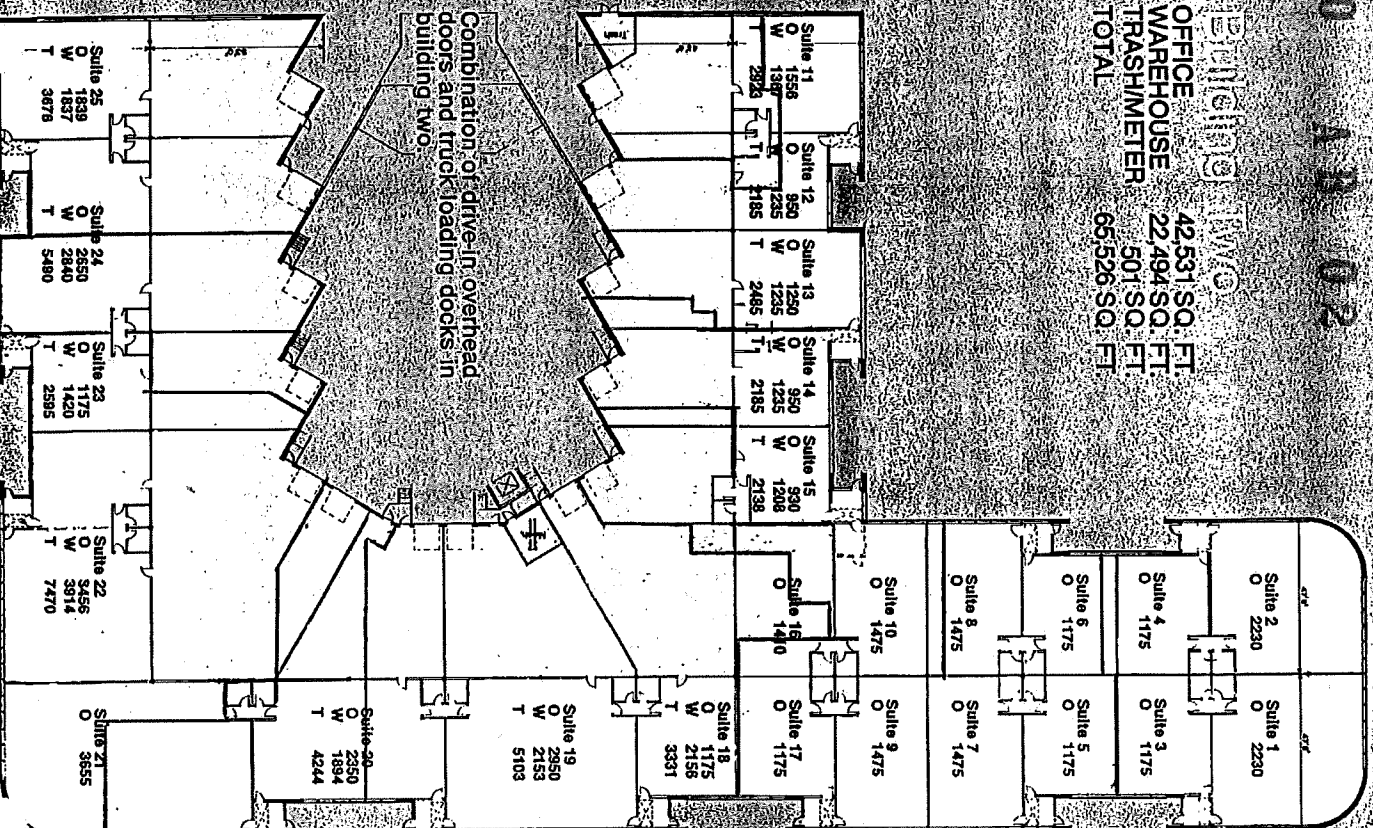 Building Two
OFFICE 42,531 SQ. FT.
WAREHOUSE 22,494 SQ. FT.
TRASH/METER 501 SQ. FT.
TOTAL 65,526 SQ. FT
Combination of drive-in overhead
doors and truck loading docks in
building two.
Trash
Suite 1
O 2230
Suite 2
O 2230
Suite 3
O 1175
Suite 4
O 1175
Suite 5
O 1175
Suite 6
O 1175
Suite 7
O 1475
Suite 8
O 1475
Suite 9
O 1475
Suite 10
O 1475
Suite 11
O 1556
W
T
Suite 12
O 950
W 1235
T 2185
Suite 13
O 1250
W 1235
T 2485
Suite 14
O 950
W 1235
T 2185
Suite 15
O 930
W 1208
T 2138
Suite 16
O
Suite 17
O 1175
Suite 18
O 1175
W 2156
T 3331
Suite 19
O 2950
W 2153
T 5103
Suite 20
O 2350
W 1894
T 4244
Suite 21
O 3655
Suite 22
O 3456
W 3914
T 7470
Suite 23
O 1175
W 1420
T 2595
Suite 24
O 2650
W 2840
T 5490
Suite 25
O 1839
W 1837
T 3676